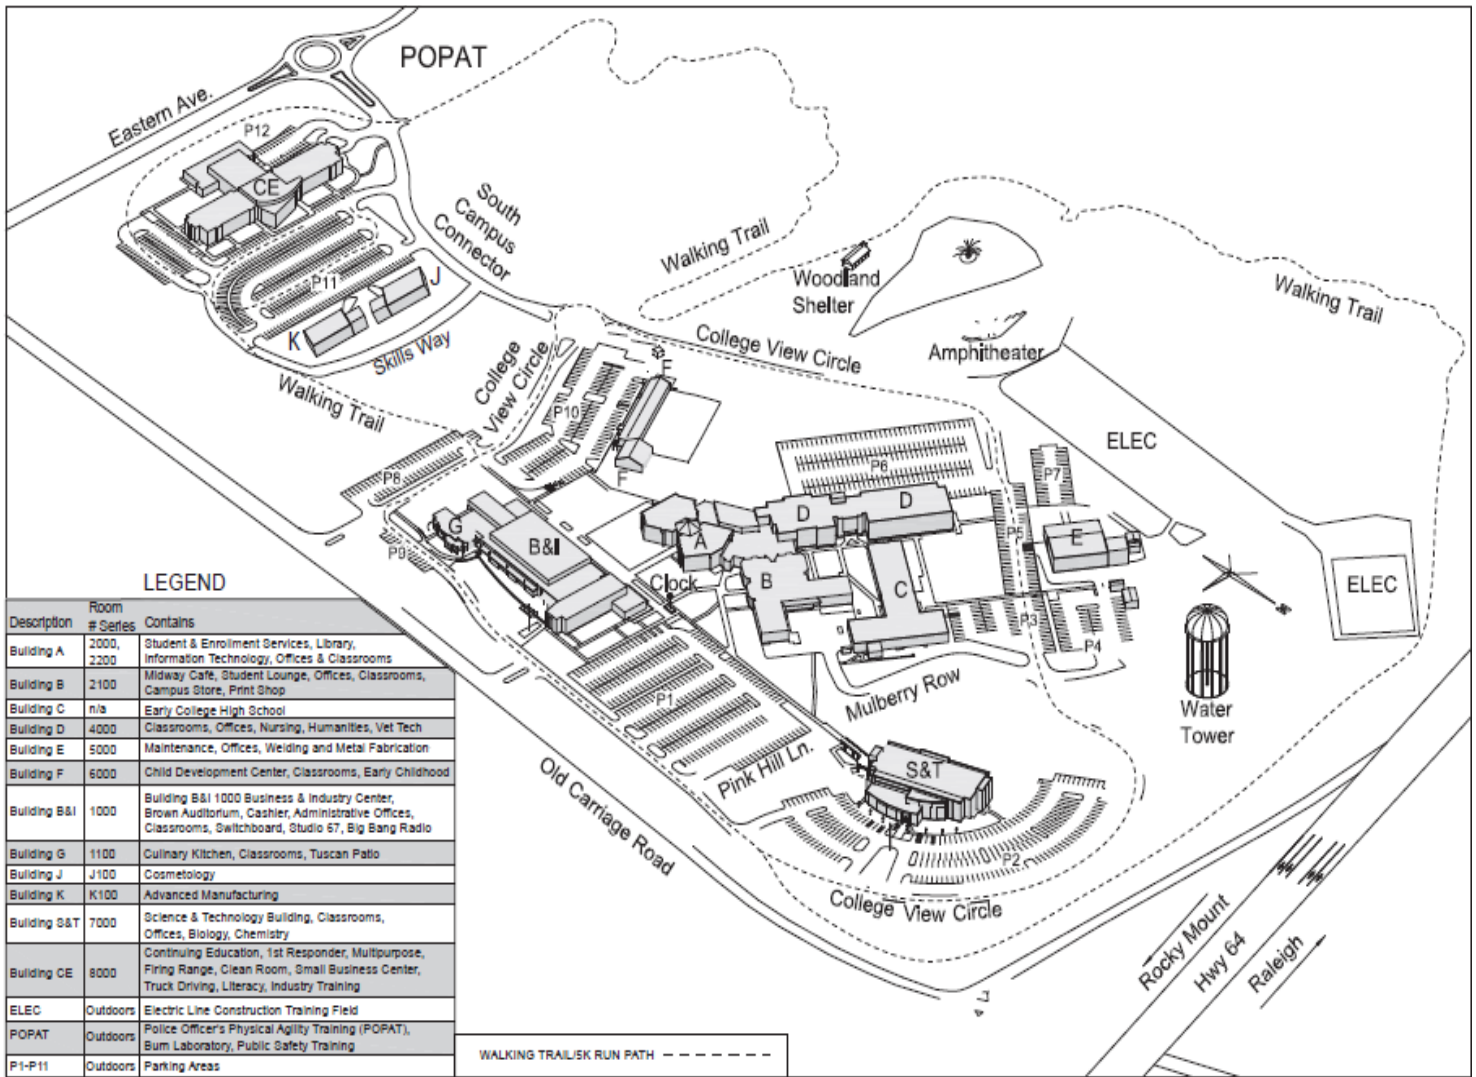 POPAT
Eastern Ave.
P12
CE
South
Campus
Connector
P11
J
K
Skills Way
Walking Trail
Walking Trail
Woodland
Shelter
Walking Trail
Amphitheater
College View Circle
College
View Circle
P10
F
F
P8
G
B&I
P9
A
D
D
P6
B
C
Clock
P7
P5
E
P3
P4
ELEC
ELEC
Water
Tower
P1
Mulberry Row
Pink Hill Ln.
S&T
P2
College View Circle
Old Carriage Road
Rocky Mount
Hwy 64
Raleigh
LEGEND
Description Room # Series Contains
Building A 2000, 2200 Student & Enrollment Services, Library,
Information Technology, Offices & Classrooms
Building B 2100 Midway Café, Student Lounge, Offices, Classrooms,
Campus Store, Print Shop
Building C n/a Early College High School
Building D 4000 Classrooms, Offices, Nursing, Humanities, Vet Tech
Building E 5000 Maintenance, Offices, Welding and Metal Fabrication
Building F 6000 Child Development Center, Classrooms, Early Childhood
Building B&I 1000 Building B&I 1000 Business & Industry Center,
Brown Auditorium, Cashier, Administrative Offices,
Classrooms, Switchboard, Studio 67, Big Bang Radio
Building G 1100 Culinary Kitchen, Classrooms, Tuscan Patio
Building J J100 Cosmetology
Building K K100 Advanced Manufacturing
Building S&T 7000 Science & Technology Building, Classrooms,
Offices, Biology, Chemistry
Building CE 8000 Continuing Education, 1st Responder, Multipurpose,
Firing Range, Clean Room, Small Business Center,
Truck Driving, Literacy, Industry Training
ELEC Outdoors Electric Line Construction Training Field
POPAT Outdoors Police Officer's Physical Agility Training (POPAT),
Burn Laboratory, Public Safety Training
P1-P11 Outdoors Parking Areas
WALKING TRAIL/5K RUN PATH